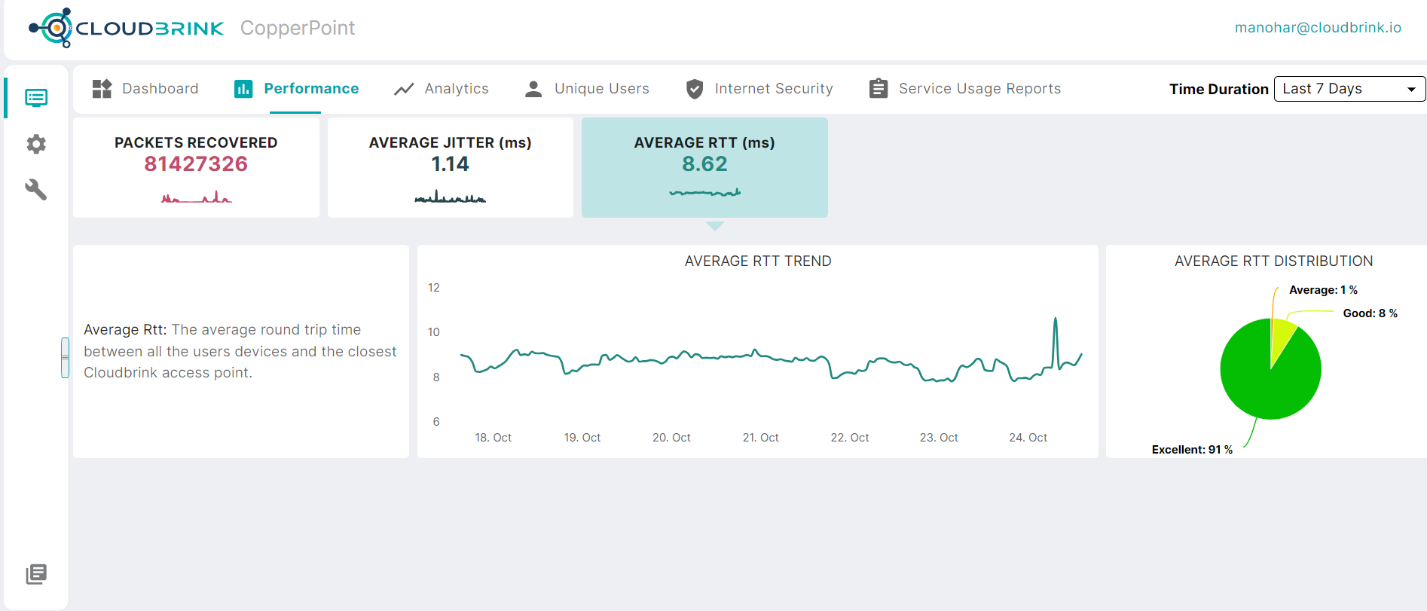 CLOUDBRINK CopperPoint
manohar@cloudbrink.io
Dashboard Performance Analytics Unique Users Internet Security Service Usage Reports Time Duration Last 7 Days
PACKETS RECOVERED
81427326
AVERAGE JITTER (ms)
1.14
AVERAGE RTT (ms)
8.62
Average Rtt: The average round trip time
between all the users devices and the closest
Cloudbrink access point.
AVERAGE RTT TREND
12
10
8
6
18. Oct 19. Oct 20. Oct 21. Oct 22. Oct 23. Oct 24. Oct
AVERAGE RTT DISTRIBUTION
Average: 1 %
Good: 8 %
Excellent: 91 %